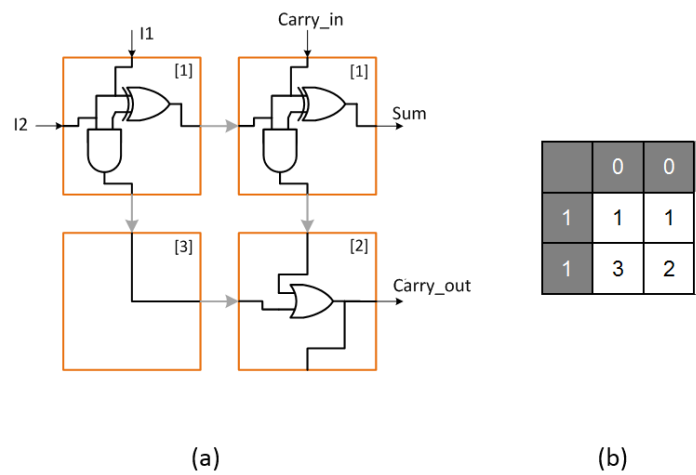 I1
Carry_in
[1]
[1]
I2
Sum
[3]
[2]
Carry_out
0 0
1 1 1
1 3 2
(a)
(b)